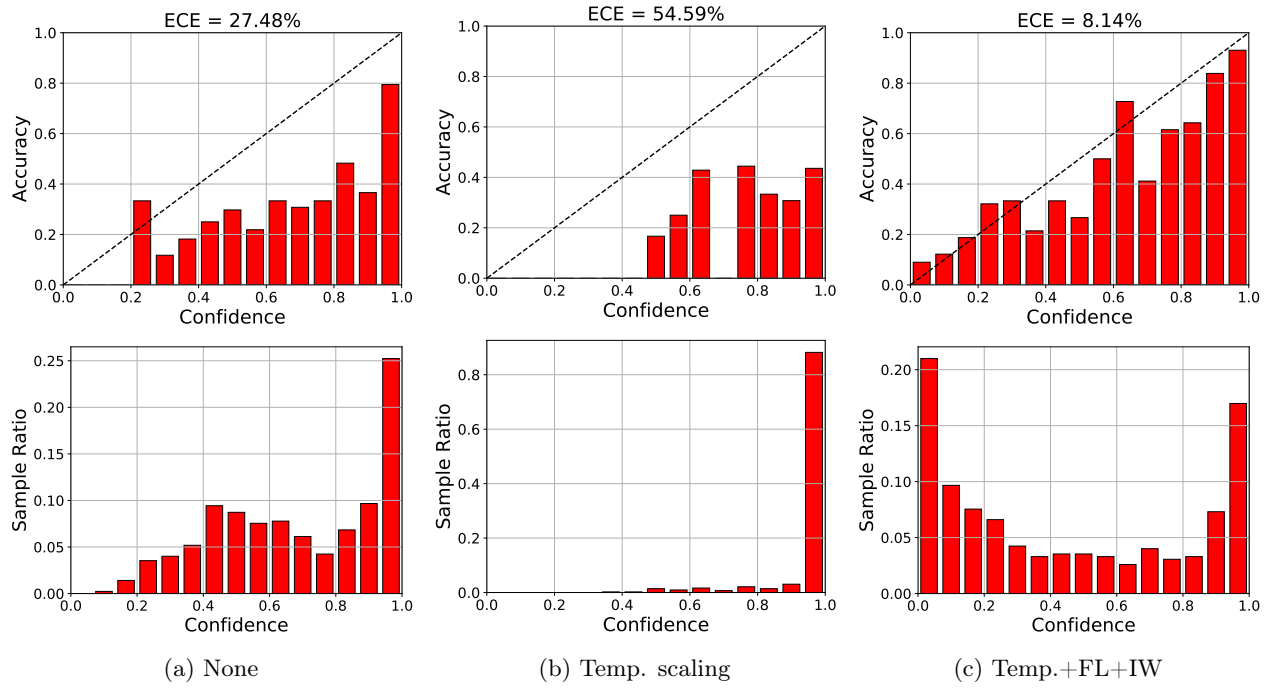 ECE = 27.48%
1.0
0.8
0.6
0.4
0.2
0.0
Accuracy
0.0 0.2 0.4 0.6 0.8 1.0
Confidence
ECE = 54.59%
1.0
0.8
0.6
0.4
0.2
0.0
Accuracy
0.0 0.2 0.4 0.6 0.8 1.0
Confidence
ECE = 8.14%
1.0
0.8
0.6
0.4
0.2
0.0
Accuracy
0.0 0.2 0.4 0.6 0.8 1.0
Confidence
0.25
0.20
0.15
0.10
0.05
0.00
Sample Ratio
0.0 0.2 0.4 0.6 0.8 1.0
Confidence
0.8
0.6
0.4
0.2
0.0
Sample Ratio
0.0 0.2 0.4 0.6 0.8 1.0
Confidence
0.20
0.15
0.10
0.05
0.00
Sample Ratio
0.0 0.2 0.4 0.6 0.8 1.0
Confidence
(a) None
(b) Temp. scaling
(c) Temp.+FL+IW